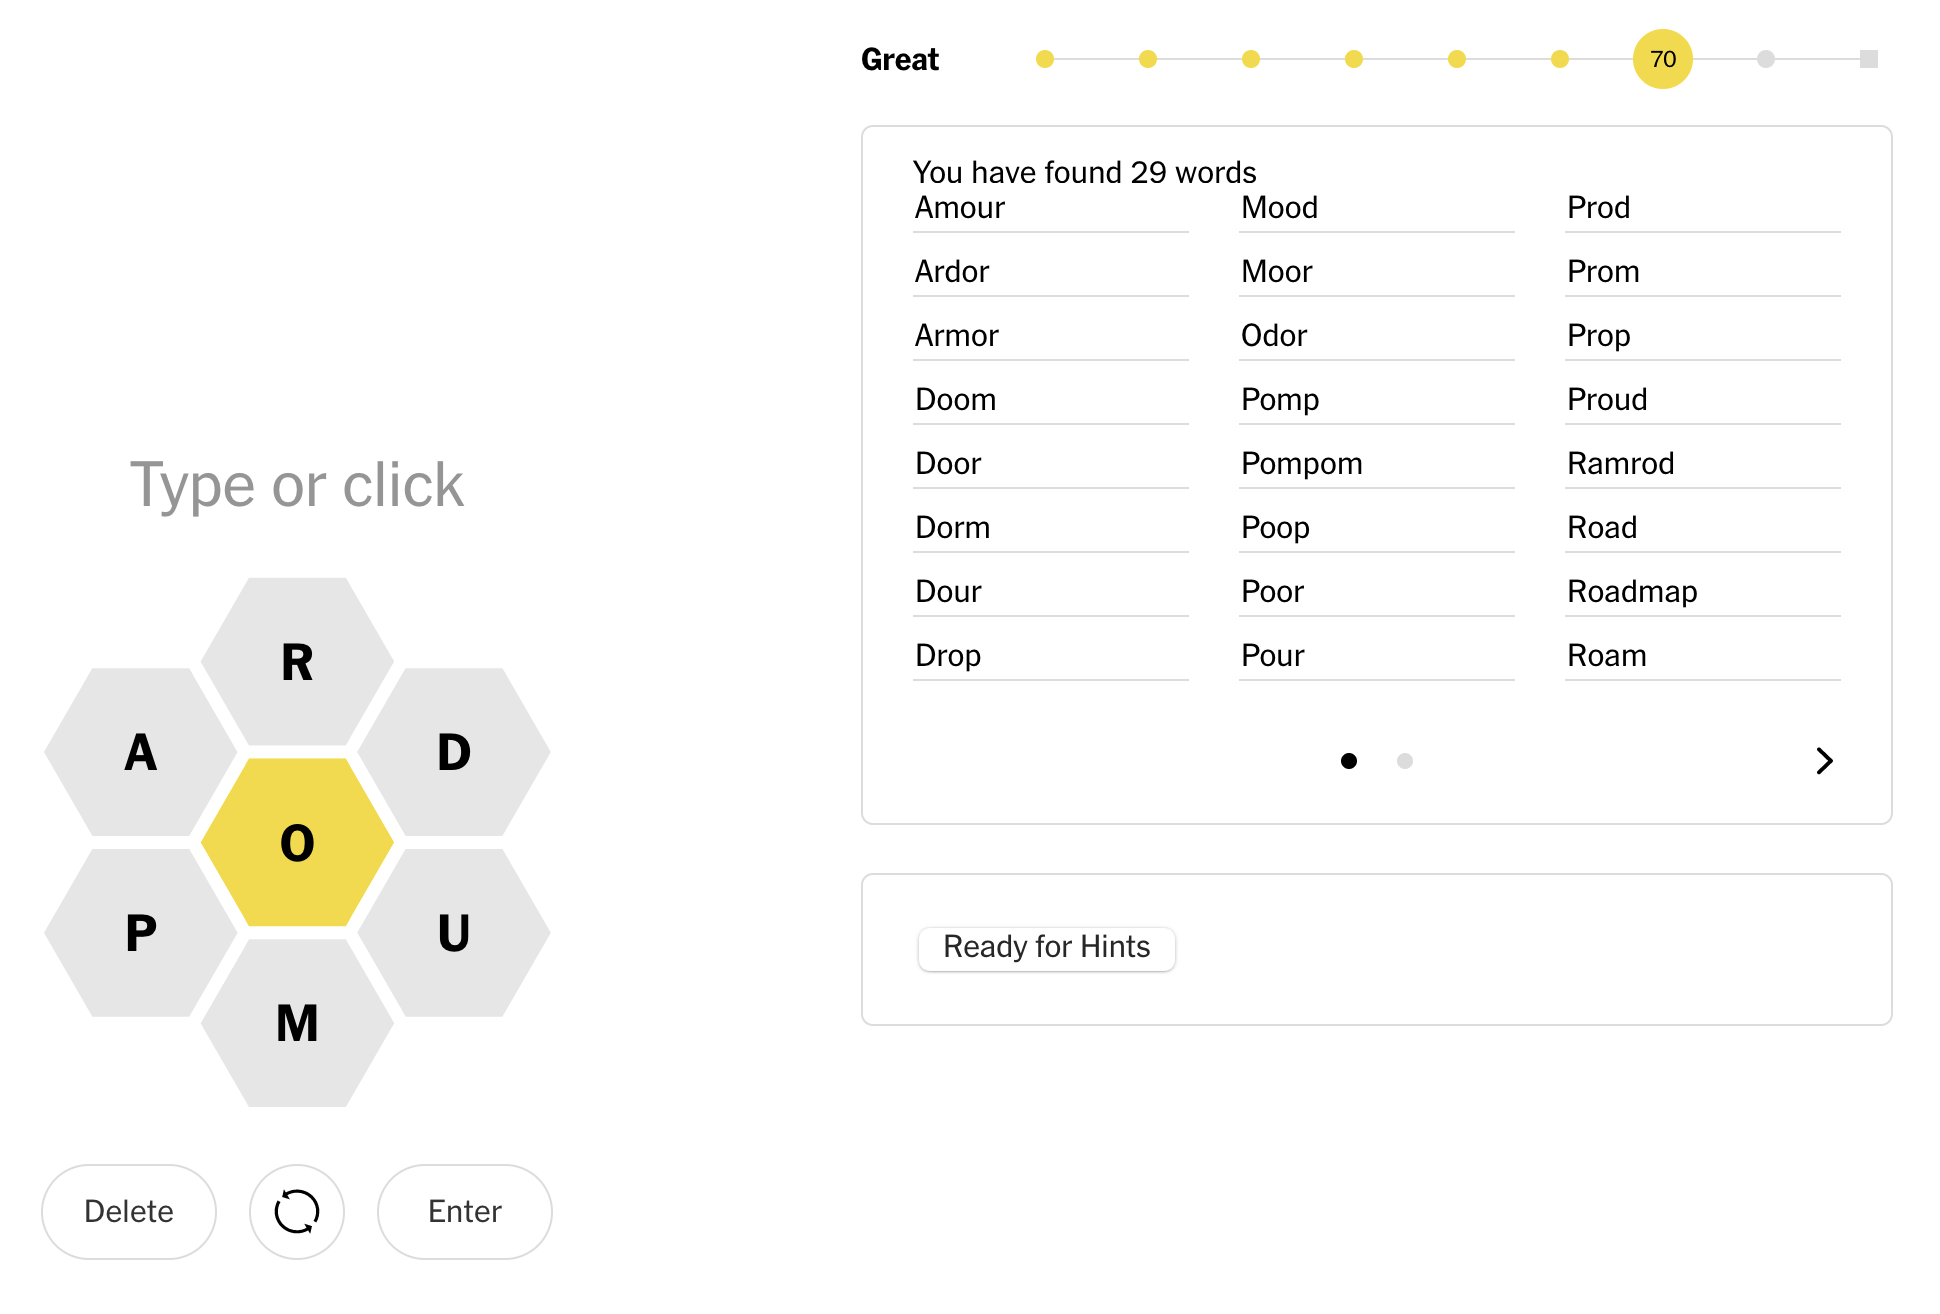 Great
70
You have found 29 words
Amour
Mood
Prod
Ardor
Moor
Prom
Armor
Odor
Prop
Doom
Pomp
Proud
Door
Pompom
Ramrod
Dorm
Poop
Road
Dour
Poor
Roadmap
Drop
Pour
Roam
Ready for Hints
Type or click
R
A
D
O
P
U
M
Delete
Enter